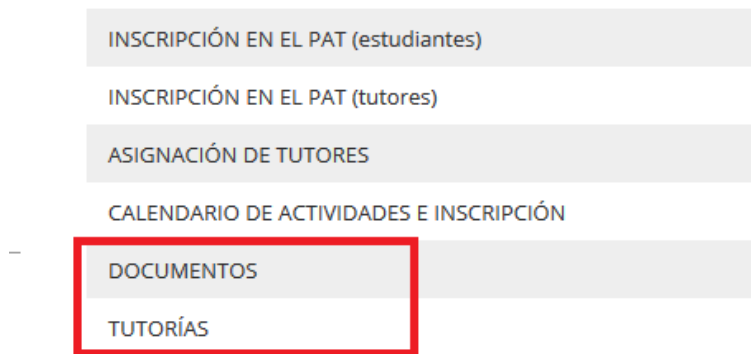 INSCRIPCIÓN EN EL PAT (estudiantes)
INSCRIPCIÓN EN EL PAT (tutores)
ASIGNACIÓN DE TUTORES
CALENDARIO DE ACTIVIDADES E INSCRIPCIÓN
DOCUMENTOS
TUTORÍAS